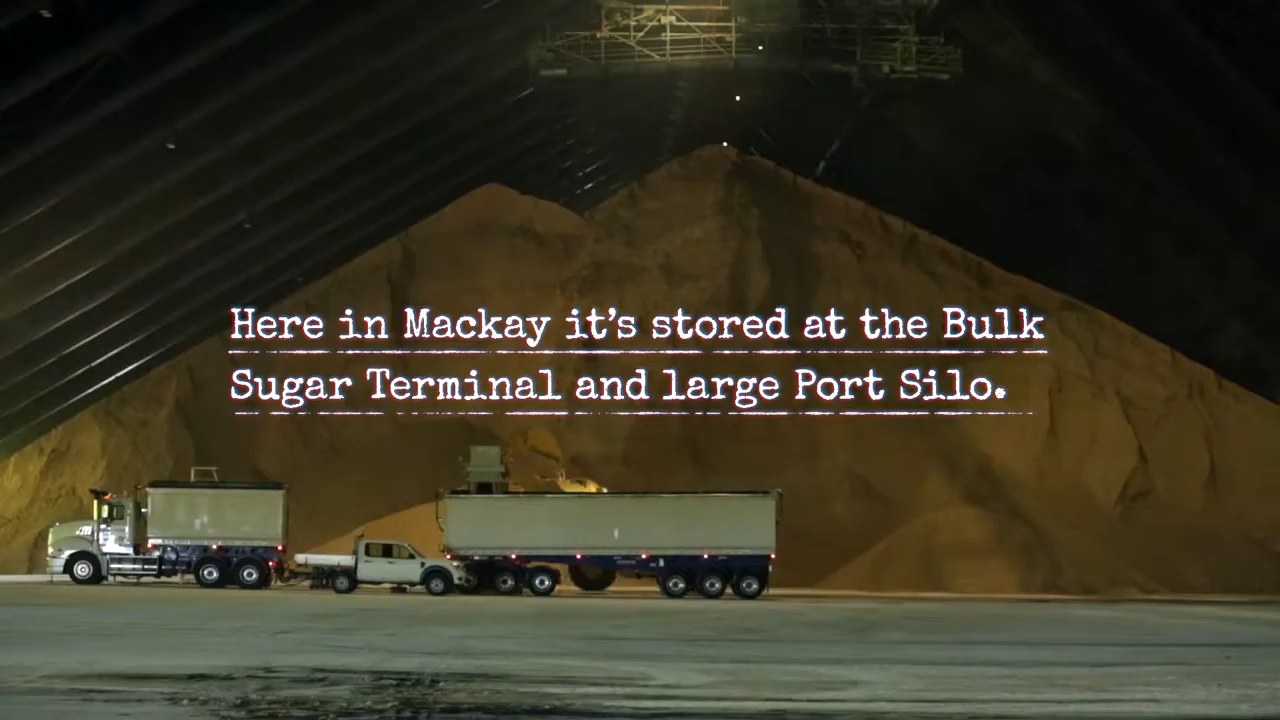 Here in Mackay it's stored at the Bulk
Sugar Terminal and large Port Silo.